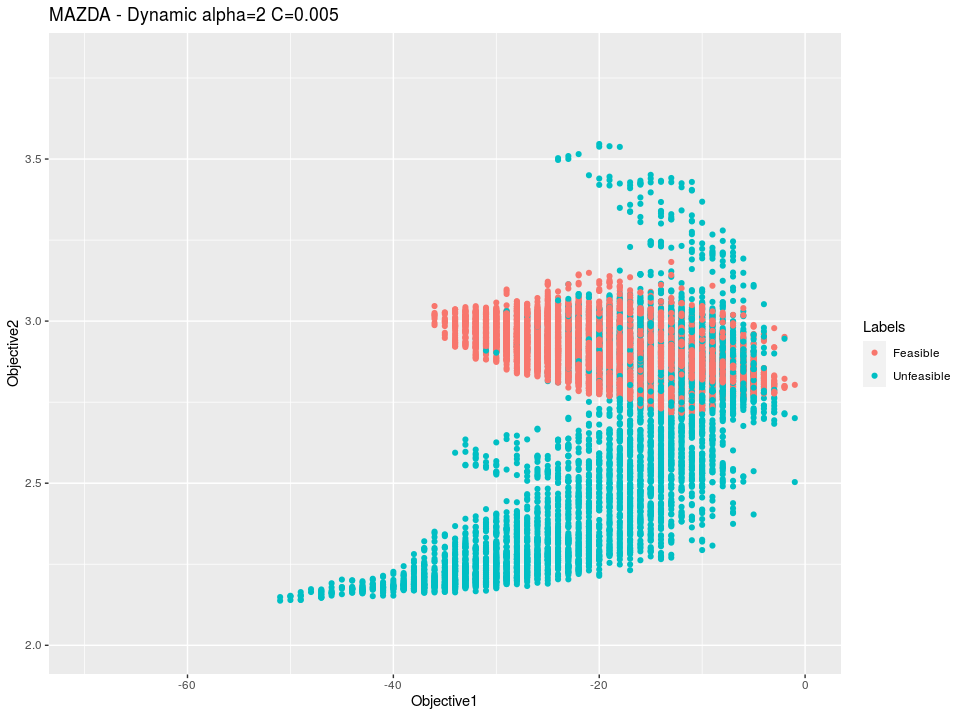 MAZDA - Dynamic alpha=2 C=0.005
Objective2
3.5
3.0
2.5
2.0
-60
-40
-20
0
Objective1
Labels
Feasible
Unfeasible